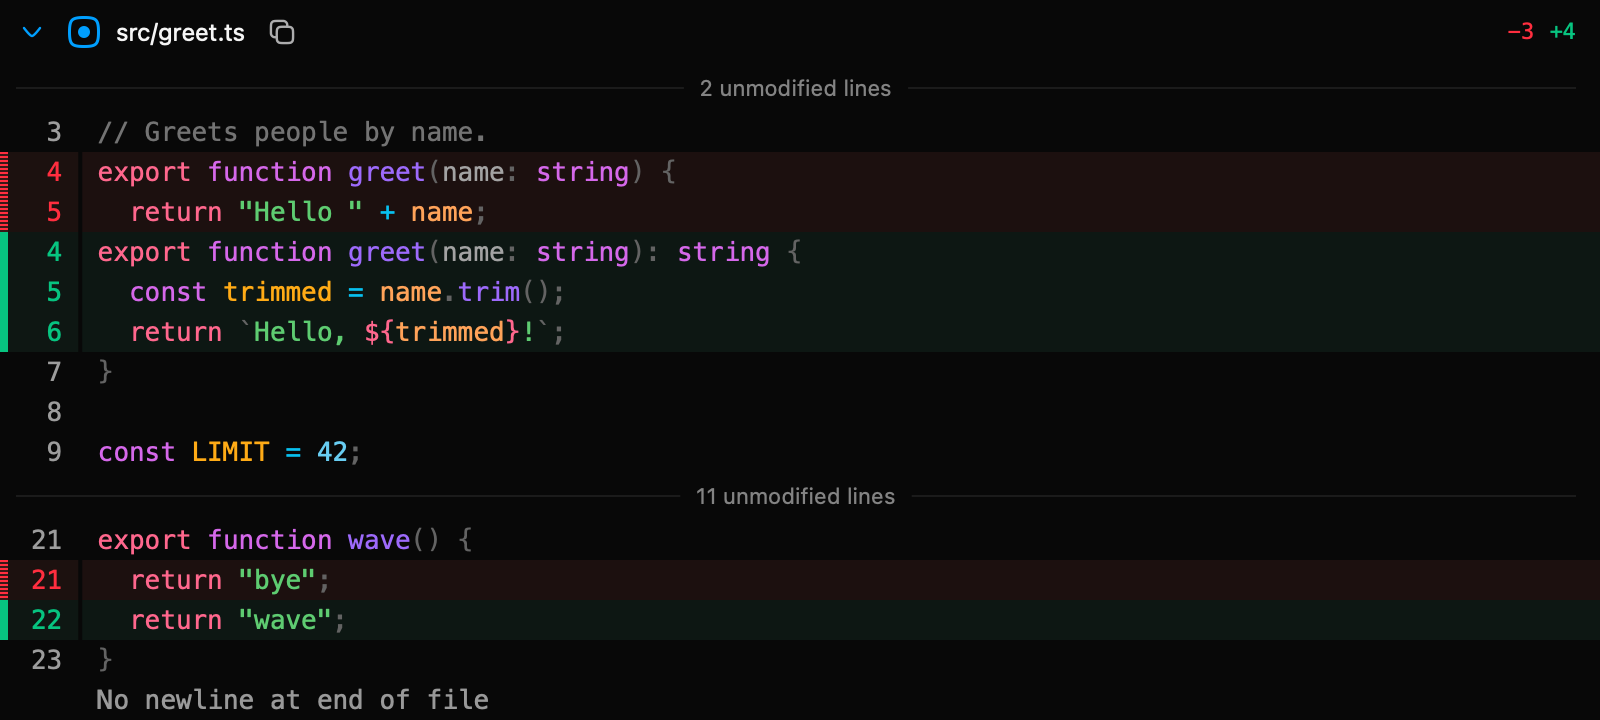 src/greet.ts −3 +4
2 unmodified lines
3 // Greets people by name.
4 export function greet(name: string) {
5   return "Hello " + name;
4 export function greet(name: string): string {
5   const trimmed = name.trim();
6   return `Hello, ${trimmed}!`;
7 }
8
9 const LIMIT = 42;
11 unmodified lines
21 export function wave() {
21   return "bye";
22   return "wave";
23 }
No newline at end of file